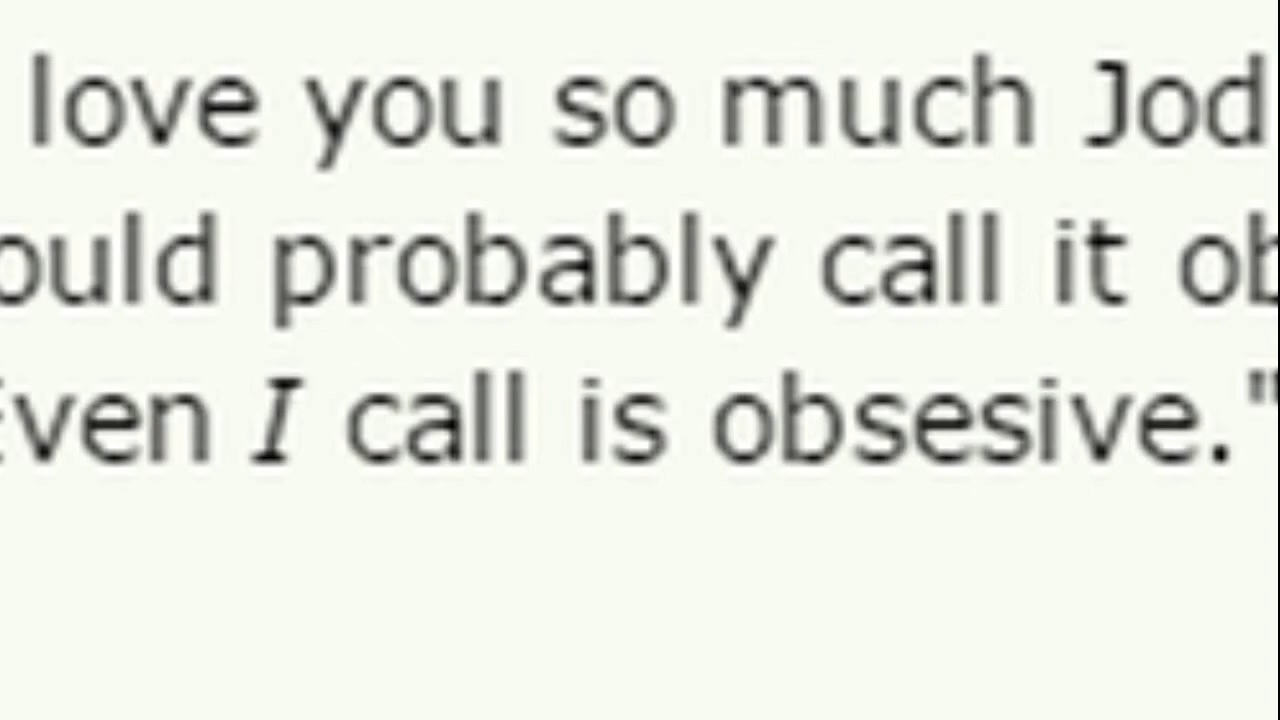 love you so much Jod
ould probably call it ob
ven I call is obsesive."